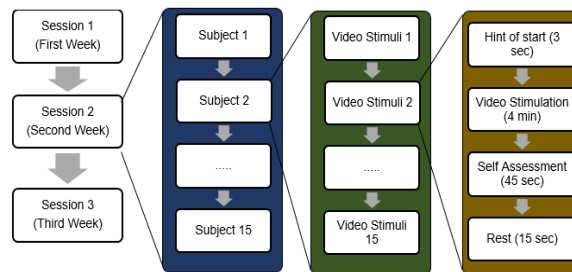 Session 1
(First Week)
Session 2
(Second Week)
Session 3
(Third Week)
Subject 1
Subject 2
.....
Subject 15
Video Stimuli 1
Video Stimuli 2
.....
Video Stimuli
15
Hint of start (3
sec)
Video Stimulation
(4 min)
Self Assessment
(45 sec)
Rest (15 sec)